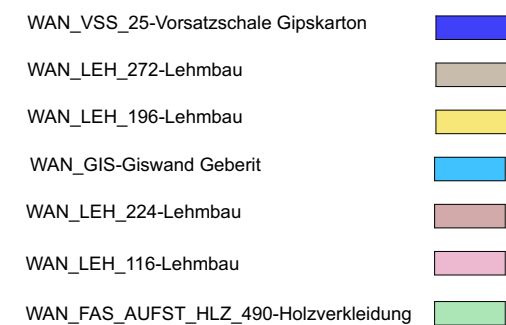 WAN_VSS_25-Vorsatzschale Gipskarton
WAN_LEH_272-Lehmbau
WAN_LEH_196-Lehmbau
WAN_GIS-Giswand Geberit
WAN_LEH_224-Lehmbau
WAN_LEH_116-Lehmbau
WAN_FAS_AUFST_HLZ_490-Holzverkleidung